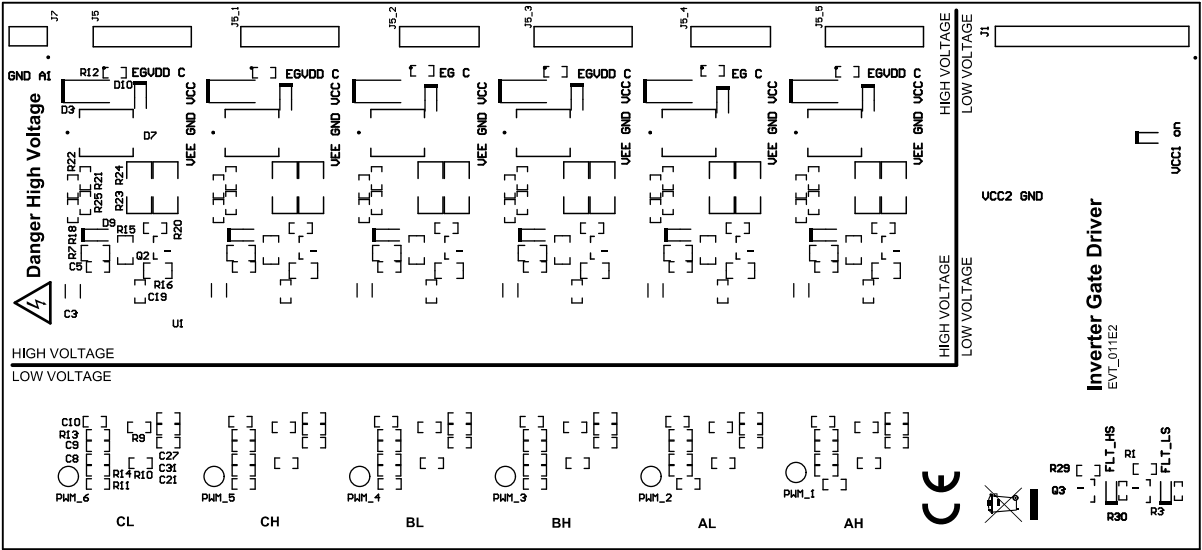 J7
J5
J5_1
J5_2
J5_3
J5_4
J5_5
J1
HIGH VOLTAGE
LOW VOLTAGE
GND AI
R12
EGVDD C
EGVDD C
EG C
EGVDD C
EG C
EGVDD C
D10
D3
D7
VEE GND VCC
VEE GND VCC
VEE GND VCC
VEE GND VCC
VEE GND VCC
VEE GND VCC
VCC1 on
Danger High Voltage
R22
R21
R25
R24
R23
VCC2 GND
D9
R18
R15
R20
R7
Q2
C5
R16
C19
C3
U1
HIGH VOLTAGE
LOW VOLTAGE
Inverter Gate Driver
EVT_011E2
HIGH VOLTAGE
LOW VOLTAGE
C10
R13
R9
C9
C8
C27
C31
C21
R14
R10
R11
PWM_6
PWM_5
PWM_4
PWM_3
PWM_2
PWM_1
CL
CH
BL
BH
AL
AH
CE
FLT_HS
FLT_LS
R29
R1
Q3
R30
R3